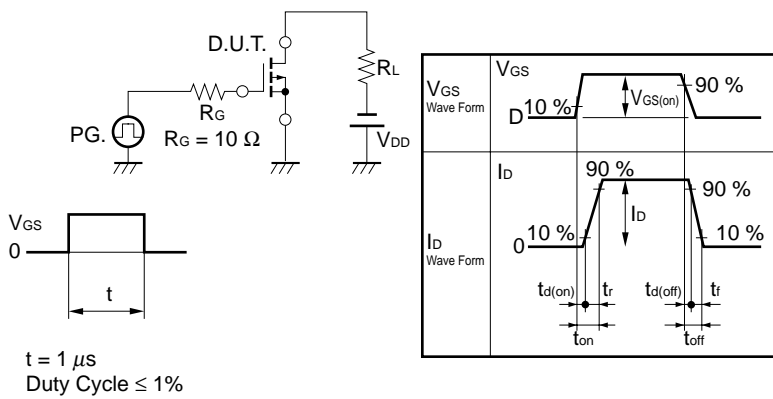 D.U.T.
RL
RG
PG.
RG = 10 Ω
VDD
VGS
0
t
t = 1 μs
Duty Cycle ≤ 1%
VGS
Wave Form
VGS
10 %
D
VGS(on)
90 %
ID
Wave Form
ID
90 %
90 %
ID
0
10 %
10 %
td(on)
tr
td(off)
tf
ton
toff